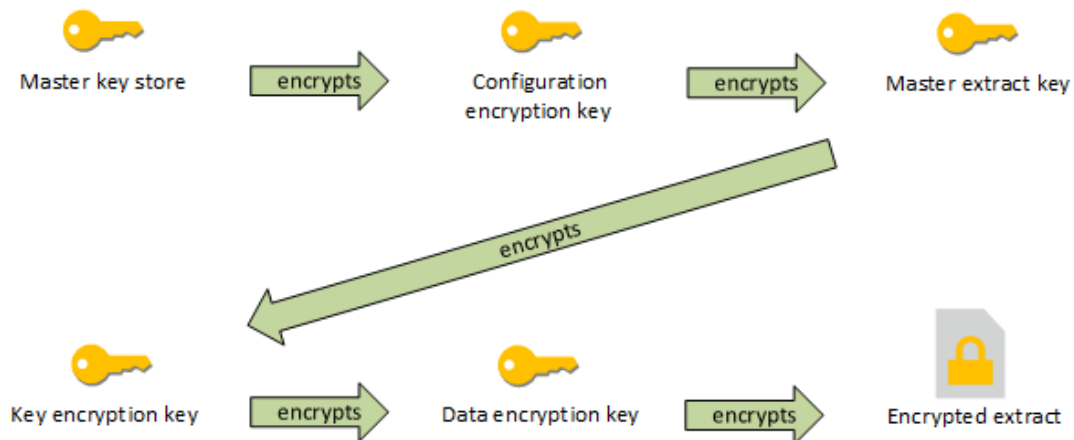 Master key store
encrypts
Configuration
encryption key
encrypts
Master extract key
encrypts
Key encryption key
encrypts
Data encryption key
encrypts
Encrypted extract